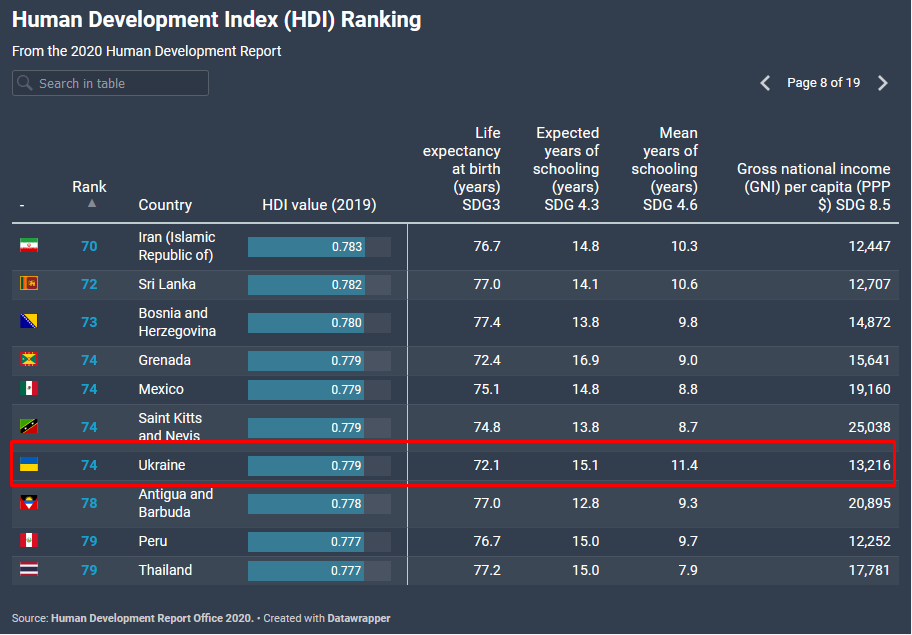 Human Development Index (HDI) Ranking
From the 2020 Human Development Report
Search in table
Page 8 of 19
- Rank Country HDI value (2019) Life expectancy at birth (years) SDG3 Expected years of schooling (years) SDG 4.3 Mean years of schooling (years) SDG 4.6 Gross national income (GNI) per capita (PPP $) SDG 8.5
70 Iran (Islamic Republic of) 0.783 76.7 14.8 10.3 12,447
72 Sri Lanka 0.782 77.0 14.1 10.6 12,707
73 Bosnia and Herzegovina 0.780 77.4 13.8 9.8 14,872
74 Grenada 0.779 72.4 16.9 9.0 15,641
74 Mexico 0.779 75.1 14.8 8.8 19,160
74 Saint Kitts and Nevis 0.779 74.8 13.8 8.7 25,038
74 Ukraine 0.779 72.1 15.1 11.4 13,216
78 Antigua and Barbuda 0.778 77.0 12.8 9.3 20,895
79 Peru 0.777 76.7 15.0 9.7 12,252
79 Thailand 0.777 77.2 15.0 7.9 17,781
Source: Human Development Report Office 2020. • Created with Datawrapper